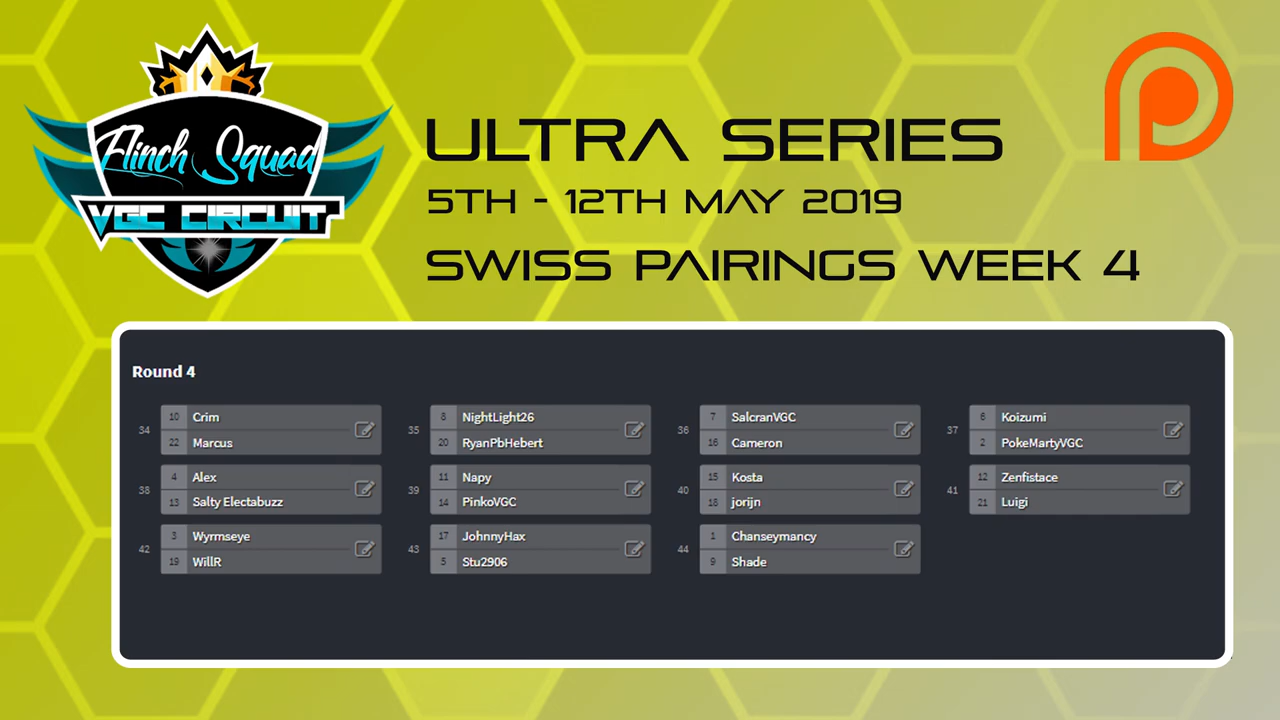 Flinch Squad
VGC CIRCUIT
ULTRA SERIES
5TH - 12TH MAY 2019
SWISS PAIRINGS WEEK 4
Round 4
34
10 Crim
22 Marcus
35
8 NightLight26
20 RyanPbHebert
36
7 SalcranVGC
16 Cameron
37
6 Koizumi
2 PokeMartyVGC
38
4 Alex
13 Salty Electabuzz
39
11 Napy
14 PinkoVGC
40
15 Kosta
18 jorijn
41
12 Zenfistace
21 Luigi
42
3 Wyrmseye
19 WillR
43
17 JohnnyHax
5 Stu2906
44
1 Chanseymancy
9 Shade